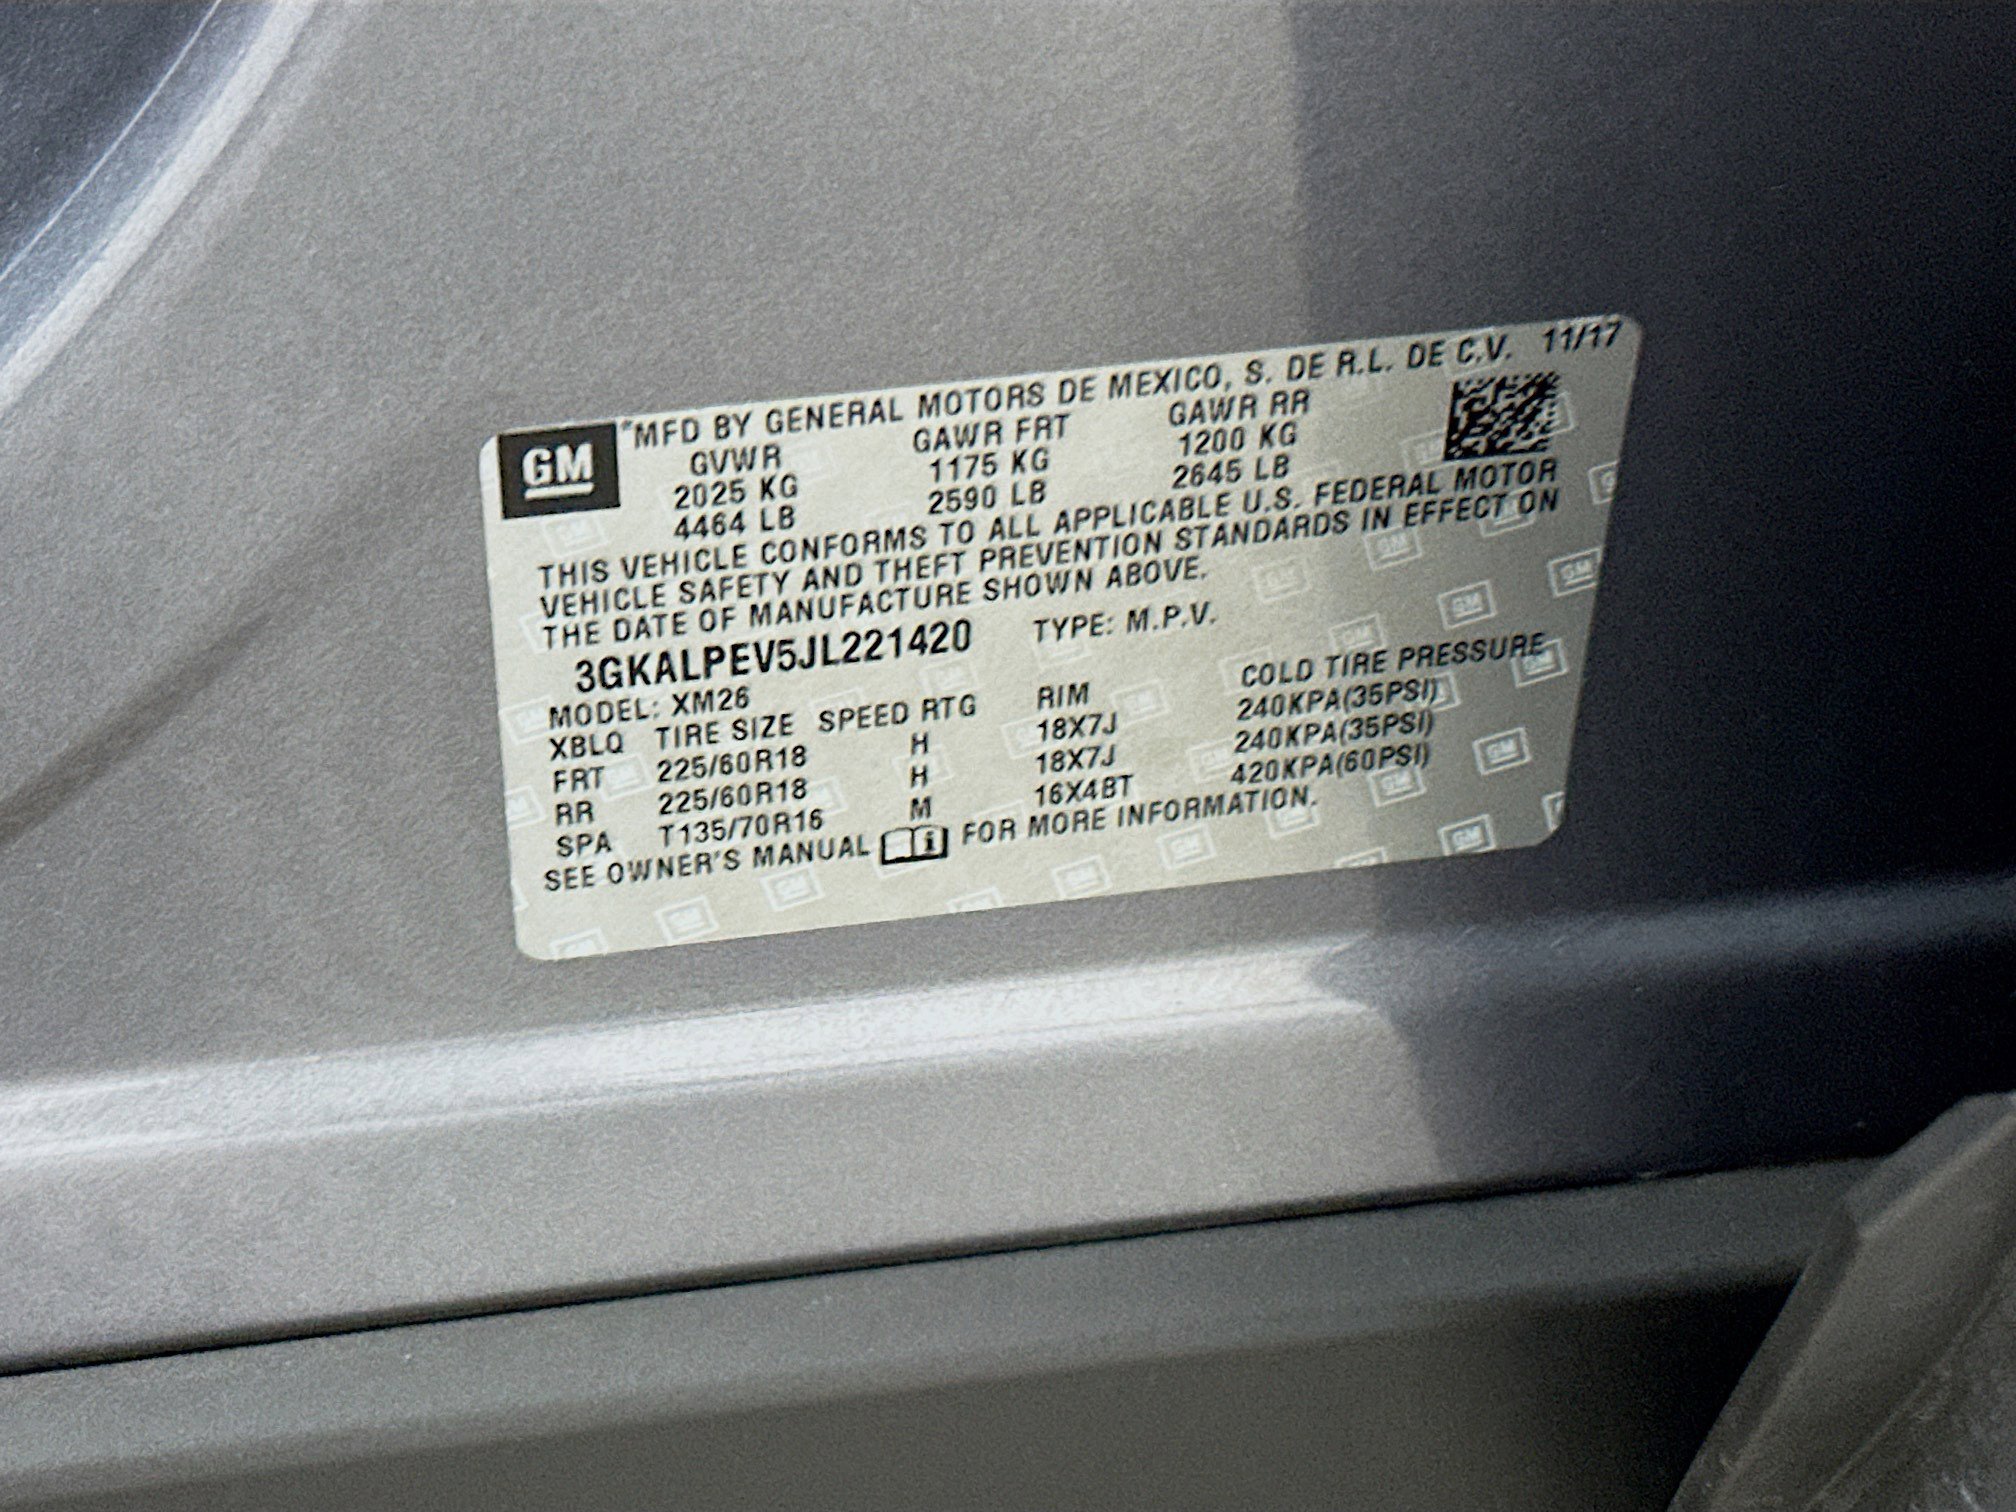 *MFD BY GENERAL MOTORS DE MEXICO, S. DE R.L. DE C.V. 11/17
GM
GVWR GAWR FRT GAWR RR
2025 KG 1175 KG 1200 KG
4464 LB 2590 LB 2645 LB
THIS VEHICLE CONFORMS TO ALL APPLICABLE U.S. FEDERAL MOTOR
VEHICLE SAFETY AND THEFT PREVENTION STANDARDS IN EFFECT ON
THE DATE OF MANUFACTURE SHOWN ABOVE.
3GKALPEV5JL221420 TYPE: M.P.V.
MODEL: XM26
XBLQ TIRE SIZE SPEED RTG RIM COLD TIRE PRESSURE
FRT 225/60R18 H 18X7J 240KPA(35PSI)
RR 225/60R18 H 18X7J 240KPA(35PSI)
SPA T135/70R16 M 16X4BT 420KPA(60PSI)
SEE OWNER'S MANUAL FOR MORE INFORMATION.